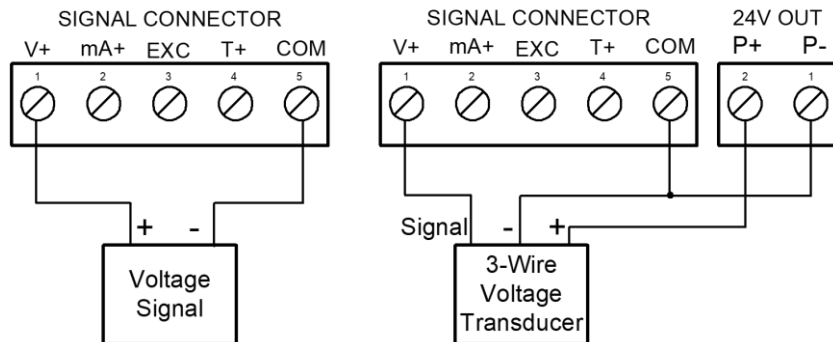 SIGNAL CONNECTOR
V+ mA+ EXC T+ COM
1 2 3 4 5
+ -
Voltage
Signal
SIGNAL CONNECTOR 24V OUT
V+ mA+ EXC T+ COM P+ P-
1 2 3 4 5 2 1
Signal - +
3-Wire
Voltage
Transducer